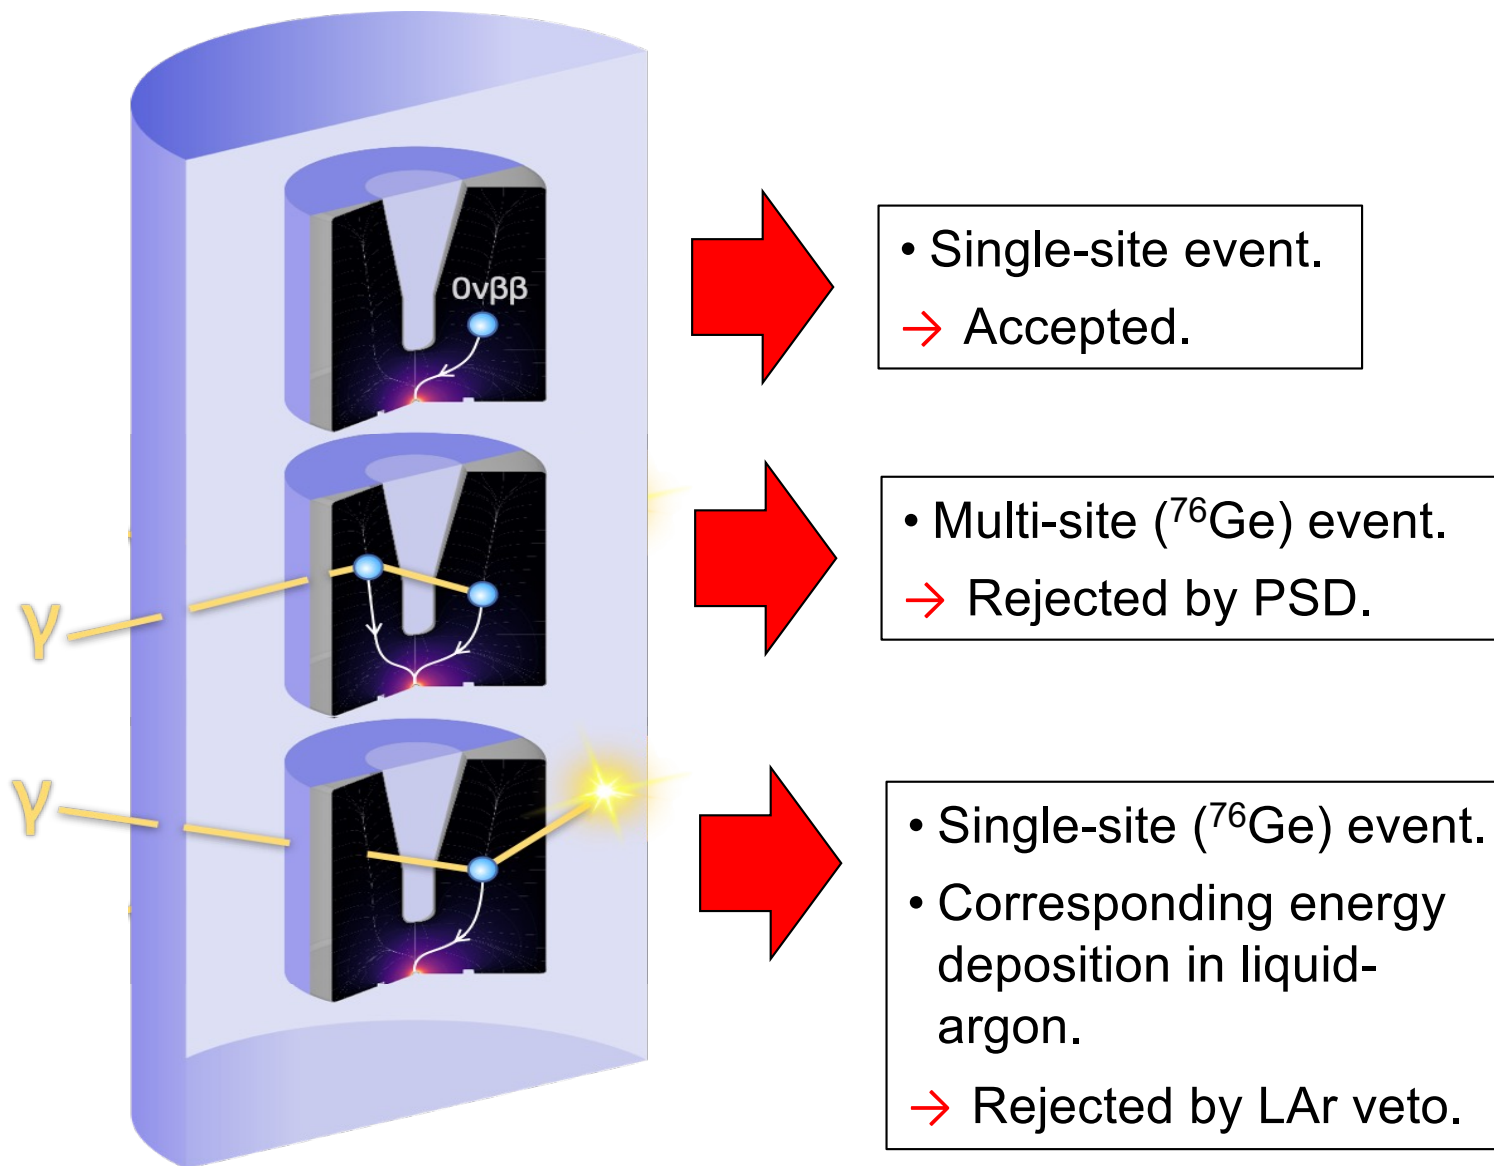 0νββ
• Single-site event.
→ Accepted.
γ
• Multi-site (⁷⁶Ge) event.
→ Rejected by PSD.
γ
• Single-site (⁷⁶Ge) event.
• Corresponding energy
deposition in liquid-
argon.
→ Rejected by LAr veto.